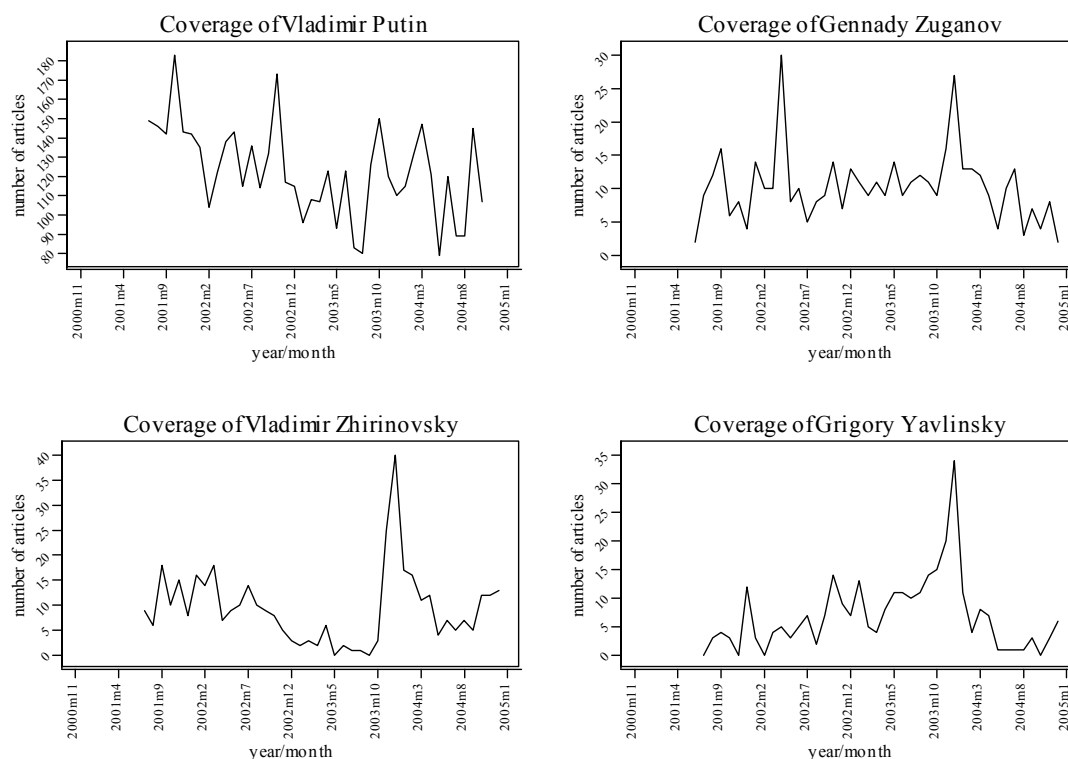 Coverage of Vladimir Putin
number of articles
180
170
160
150
140
130
120
110
100
90
80
2000m11
2001m4
2001m9
2002m2
2002m7
2002m12
2003m5
2003m10
2004m3
2004m8
2005m1
year/month
Coverage of Gennady Zuganov
number of articles
30
25
20
15
10
5
0
2000m11
2001m4
2001m9
2002m2
2002m7
2002m12
2003m5
2003m10
2004m3
2004m8
2005m1
year/month
Coverage of Vladimir Zhirinovsky
number of articles
40
35
30
25
20
15
10
5
0
2000m11
2001m4
2001m9
2002m2
2002m7
2002m12
2003m5
2003m10
2004m3
2004m8
2005m1
year/month
Coverage of Grigory Yavlinsky
number of articles
35
30
25
20
15
10
5
0
2000m11
2001m4
2001m9
2002m2
2002m7
2002m12
2003m5
2003m10
2004m3
2004m8
2005m1
year/month